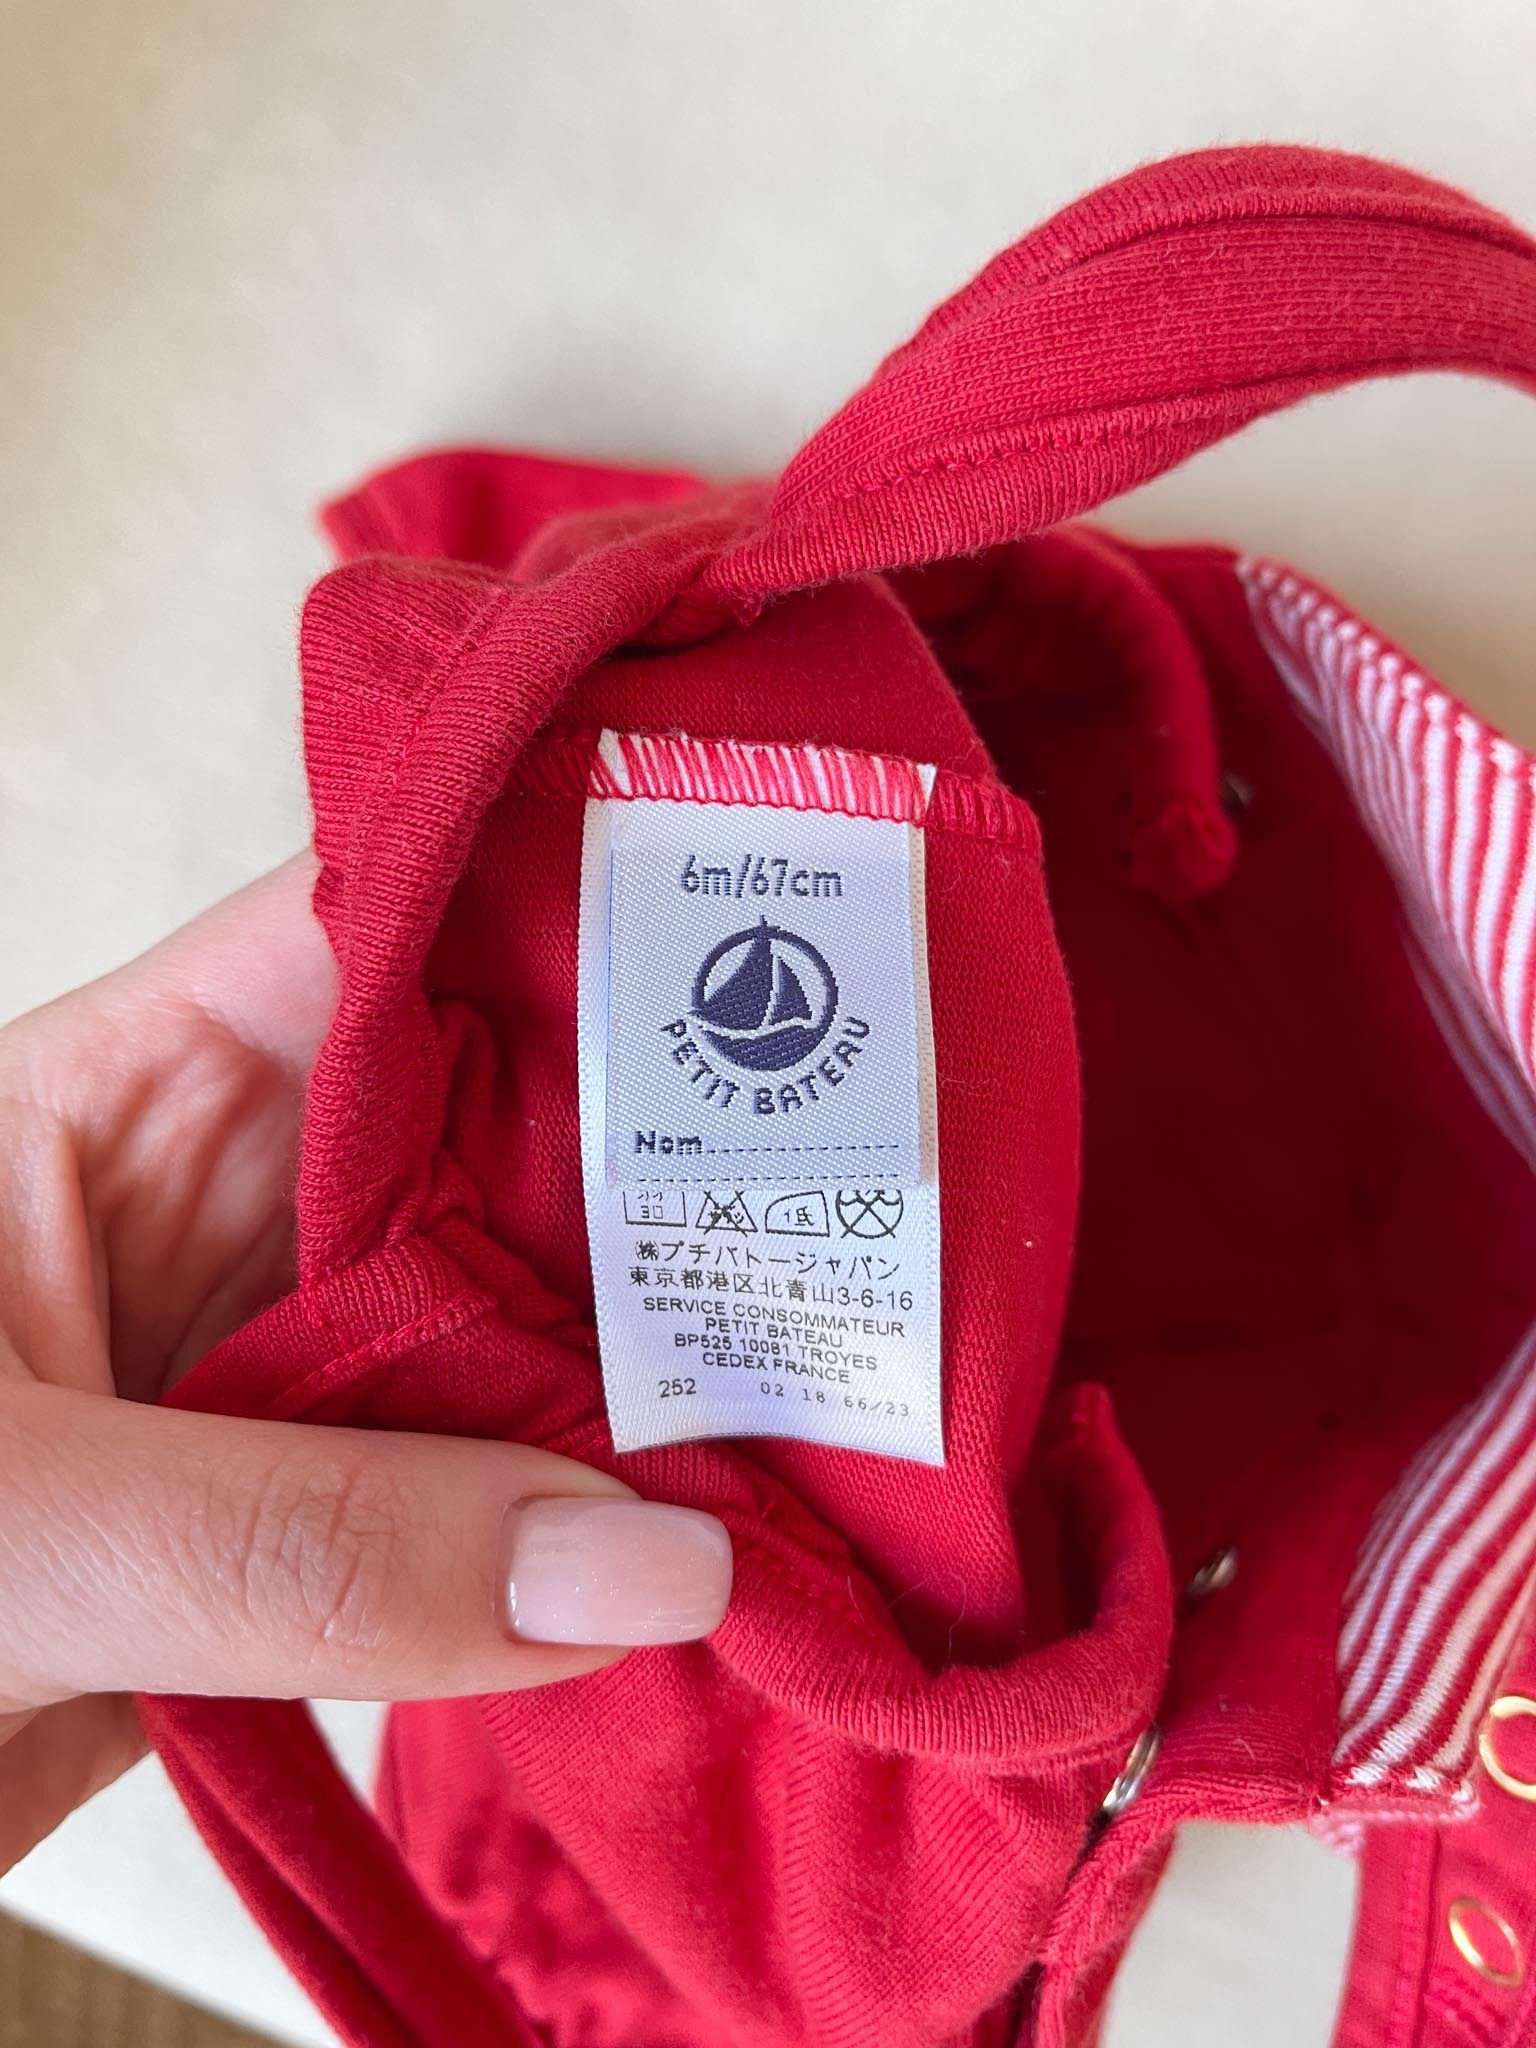 6m/67cm
PETIT BATEAU
Nom
1 氏
㈱プチバトージャパン
東京都港区北青山3-6-16
SERVICE CONSOMMATEUR
PETIT BATEAU
BP525 10081 TROYES
CEDEX FRANCE
252 02 18 66/23